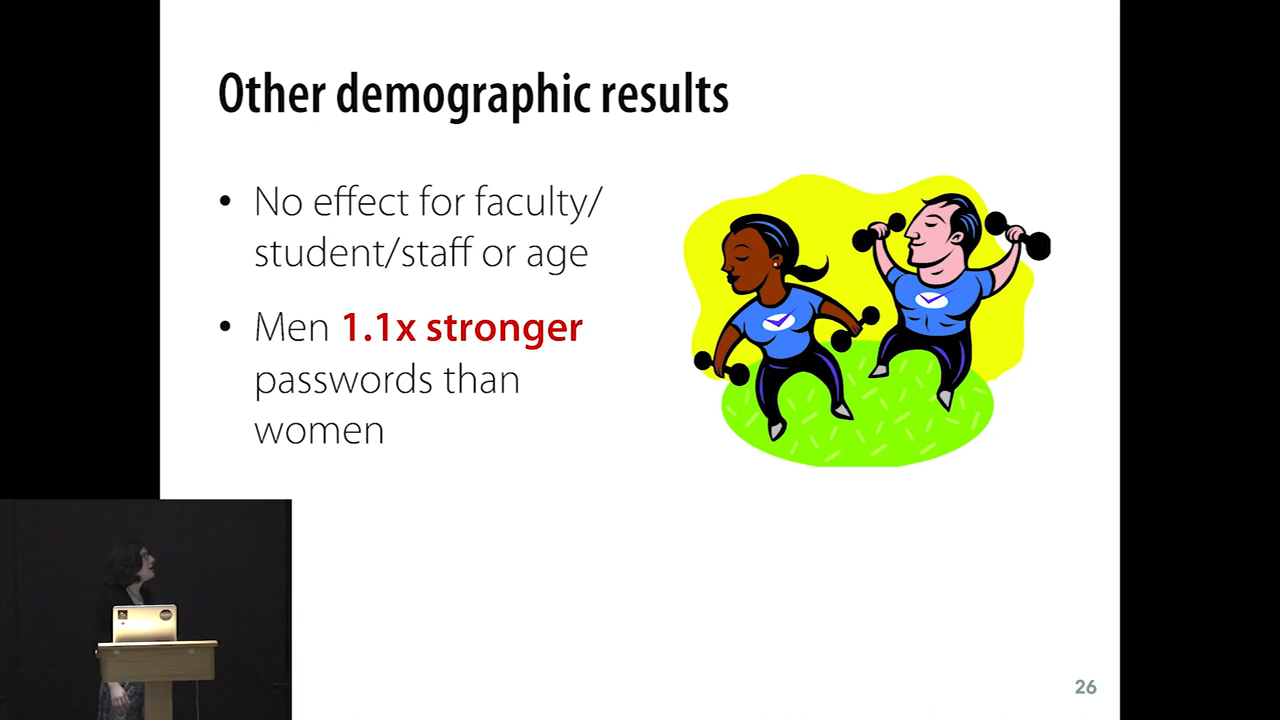 Other demographic results
• No effect for faculty/
student/staff or age
• Men 1.1x stronger
passwords than
women
26